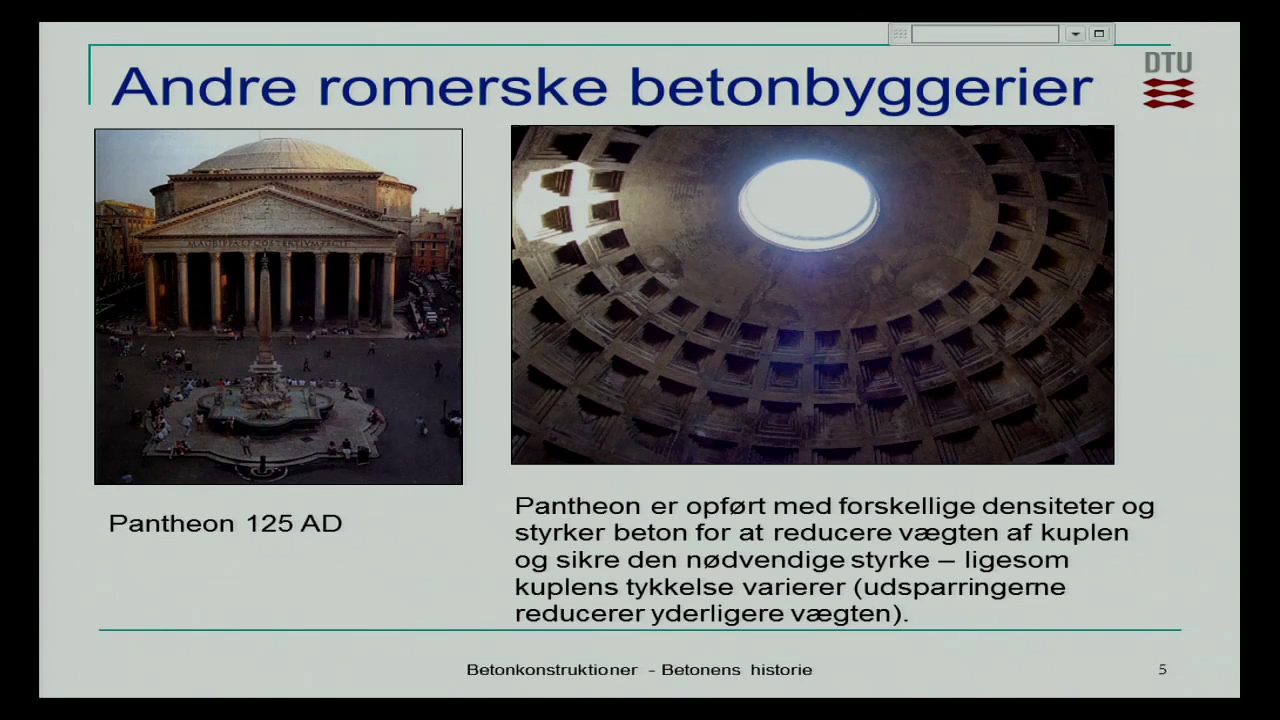 Andre romerske betonbyggerier
DTU
Pantheon 125 AD
Pantheon er opført med forskellige densiteter og
styrker beton for at reducere vægten af kuplen
og sikre den nødvendige styrke – ligesom
kuplens tykkelse varierer (udsparringerne
reducerer yderligere vægten).
Betonkonstruktioner - Betonens historie
5